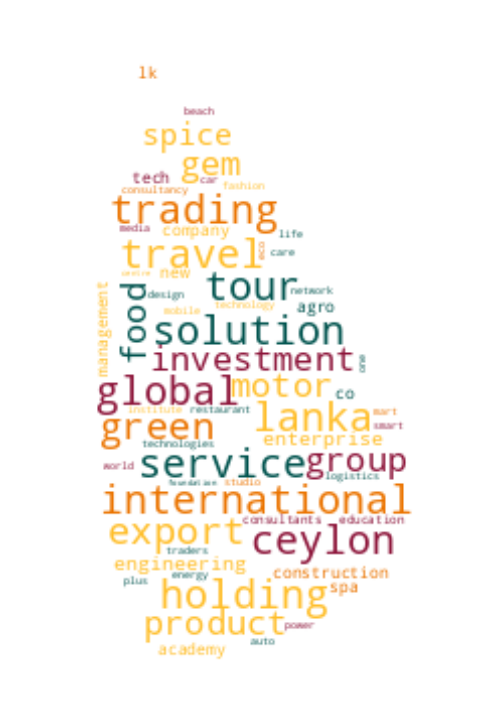 lk
beach
spice
gem
tech car
consultancy fashion
trading
media company life
travel eco care
centre new
tour network
food design agro
management mobile technology
solution
investment one
global motor co
institute restaurant lanka mart
green smart
technologies enterprise
world service group
foundation studio logistics
international
consultants education
export ceylon
traders
engineering
plus energy construction
holding spa
product power
auto
academy